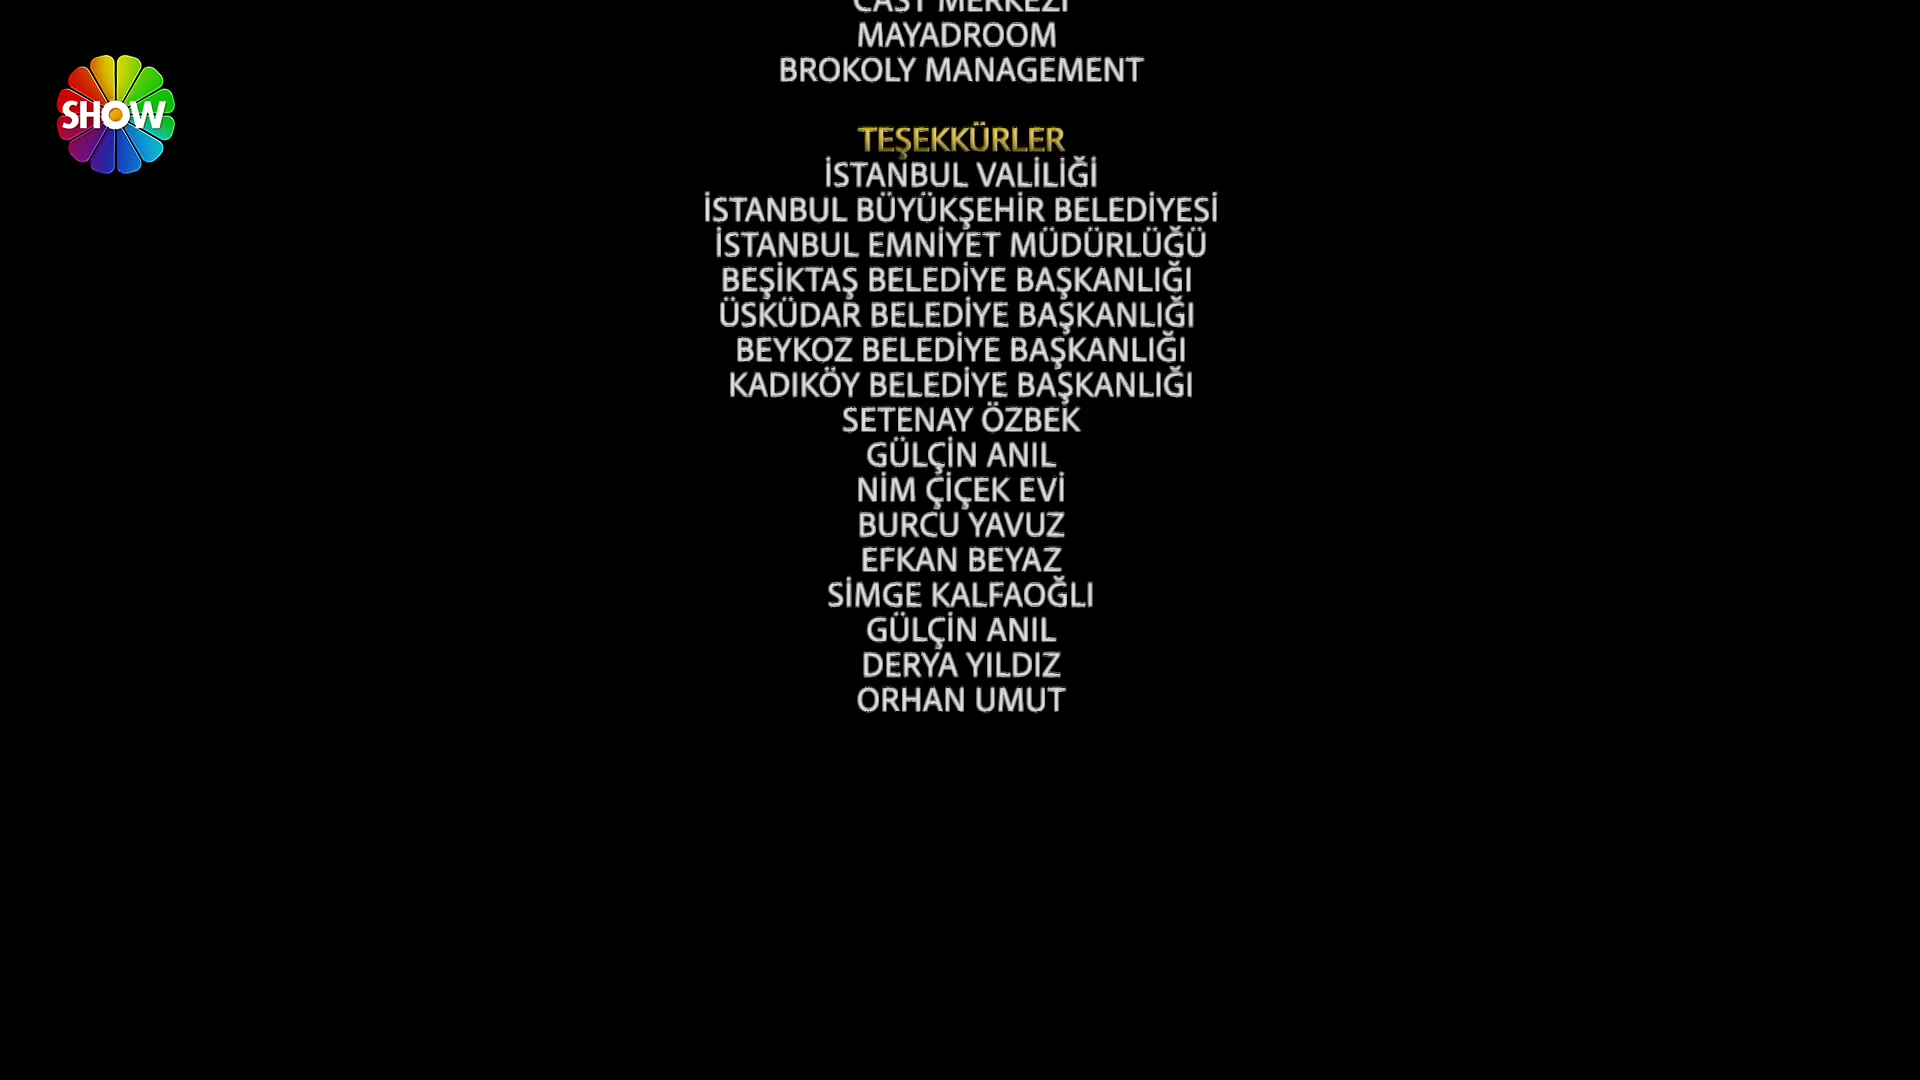 CAST MERKEZİ
MAYADROOM
BROKOLY MANAGEMENT
SHOW
TEŞEKKÜRLER
İSTANBUL VALİLİĞİ
İSTANBUL BÜYÜKŞEHİR BELEDİYESİ
İSTANBUL EMNİYET MÜDÜRLÜĞÜ
BEŞİKTAŞ BELEDİYE BAŞKANLIĞI
ÜSKÜDAR BELEDİYE BAŞKANLIĞI
BEYKOZ BELEDİYE BAŞKANLIĞI
KADIKÖY BELEDİYE BAŞKANLIĞI
SETENAY ÖZBEK
GÜLÇİN ANIL
NİM ÇİÇEK EVİ
BURCU YAVUZ
EFKAN BEYAZ
SİMGE KALFAOĞLI
GÜLÇİN ANIL
DERYA YILDIZ
ORHAN UMUT